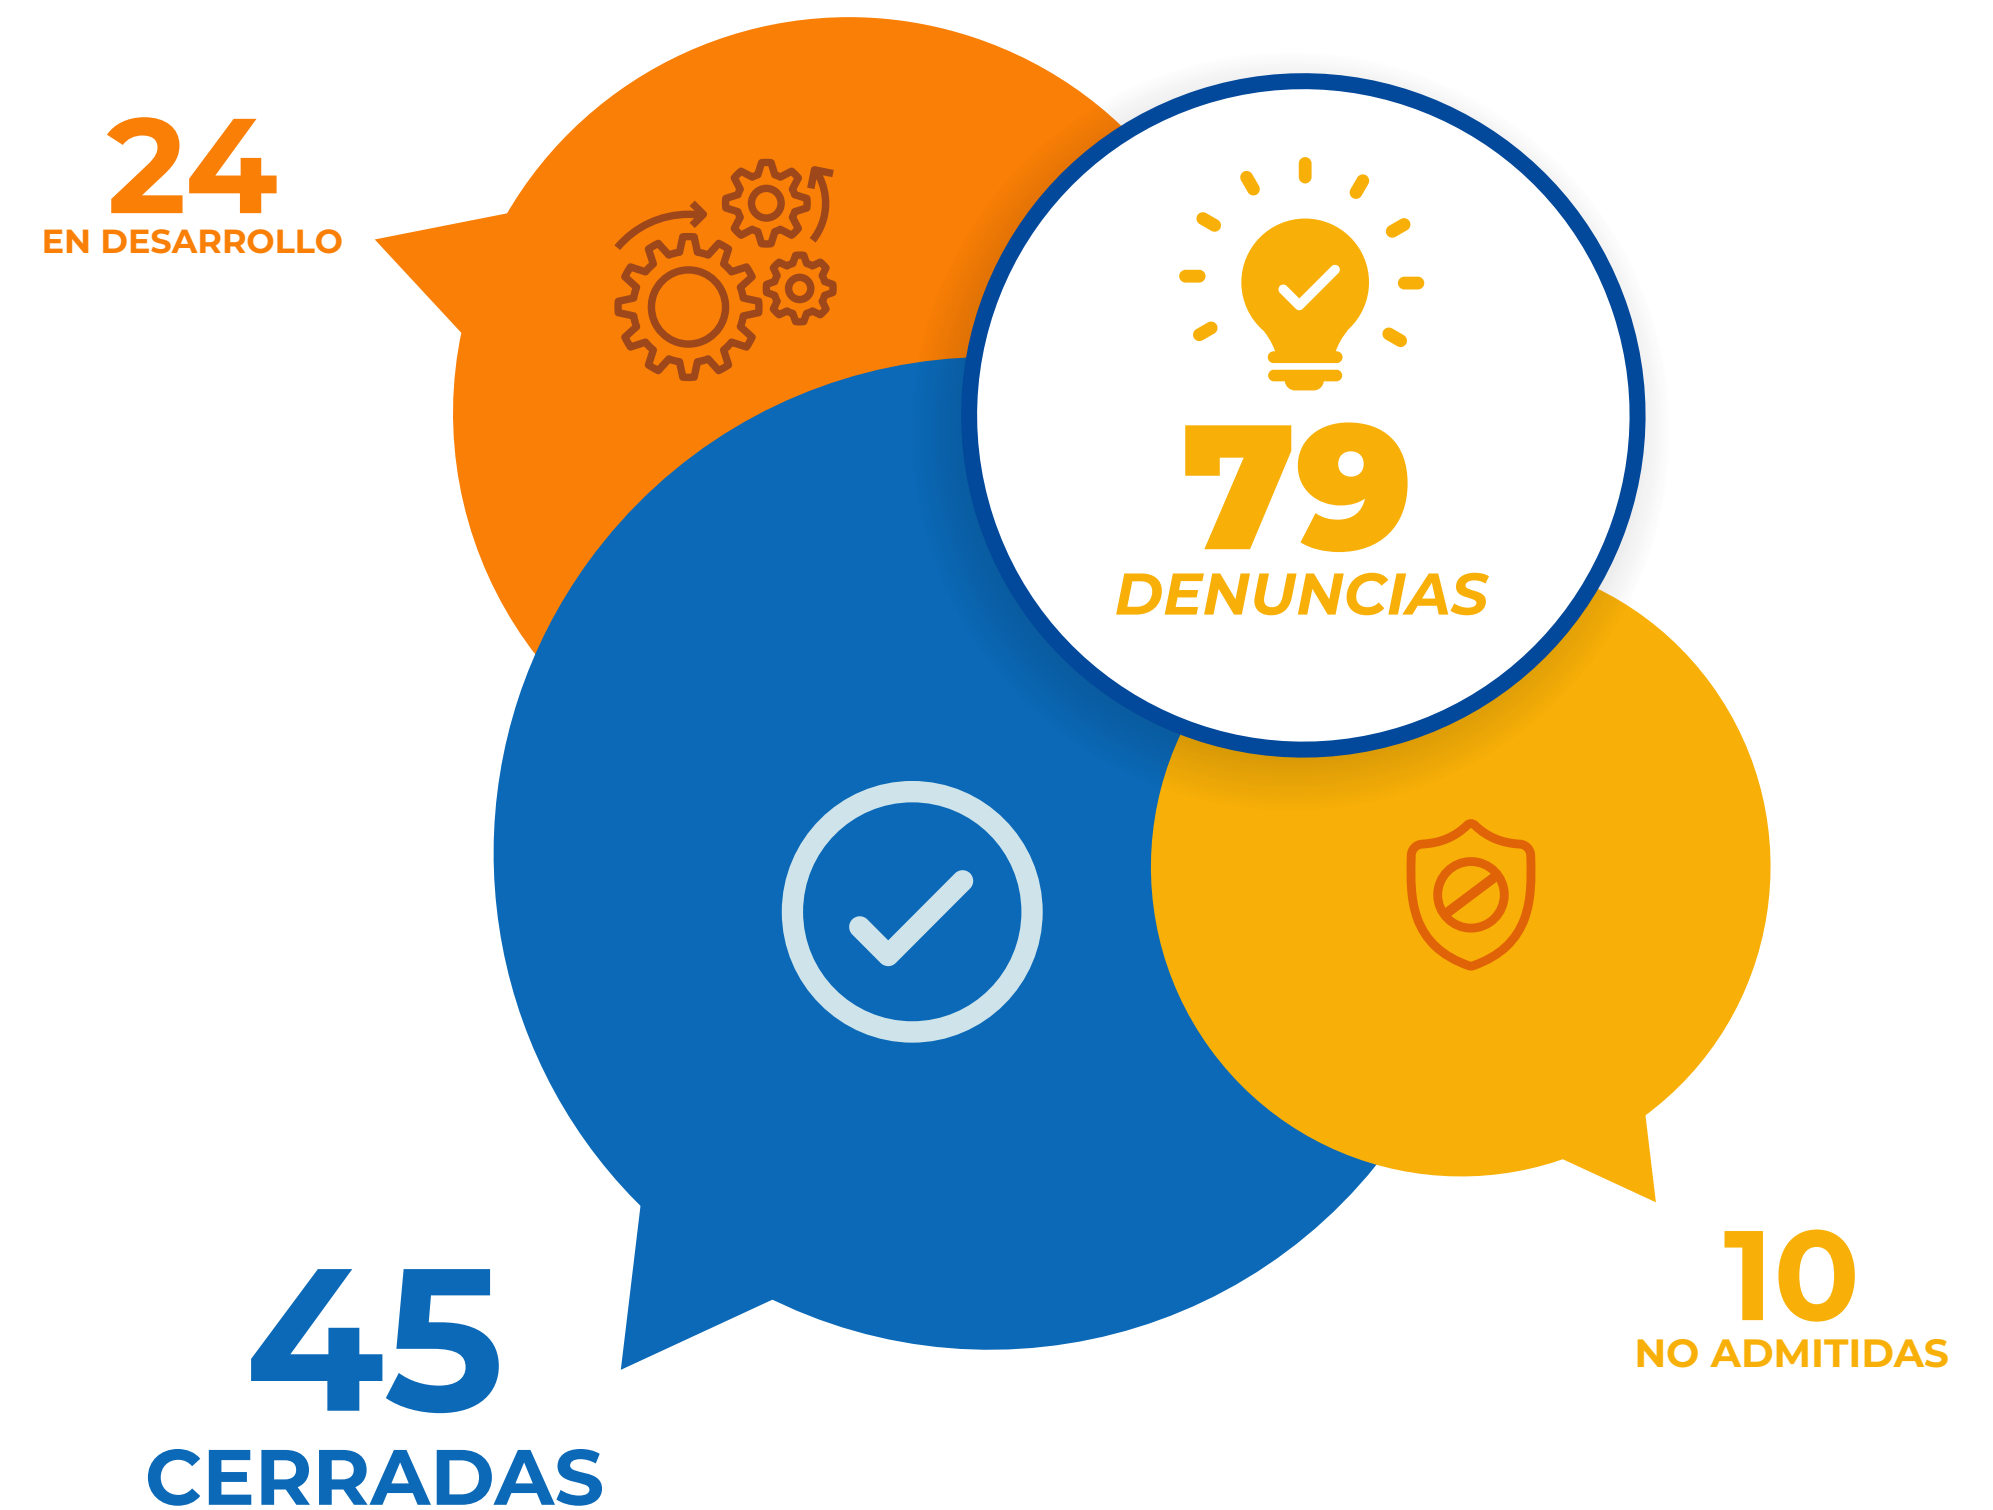 24
EN DESARROLLO
79
DENUNCIAS
45
CERRADAS
10
NO ADMITIDAS